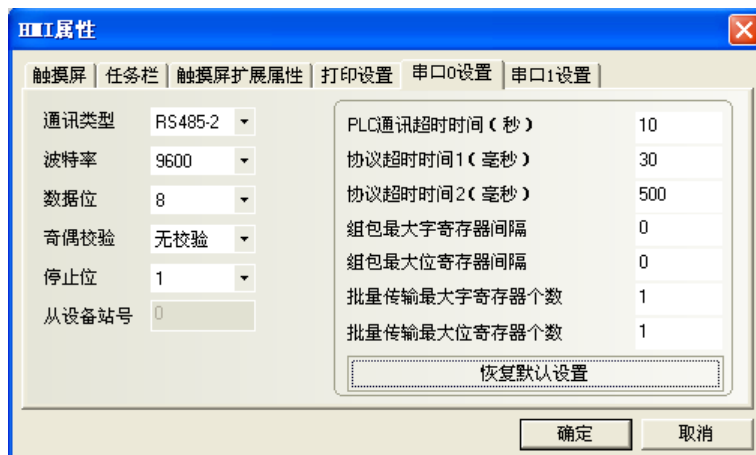 HMI属性
触摸屏 任务栏 触摸屏扩展属性 打印设置 串口0设置 串口1设置
通讯类型 RS485-2
波特率 9600
数据位 8
奇偶校验 无校验
停止位 1
从设备站号 0
PLC通讯超时时间(秒) 10
协议超时时间1(毫秒) 30
协议超时时间2(毫秒) 500
组包最大字寄存器间隔 0
组包最大位寄存器间隔 0
批量传输最大字寄存器个数 1
批量传输最大位寄存器个数 1
恢复默认设置
确定 取消